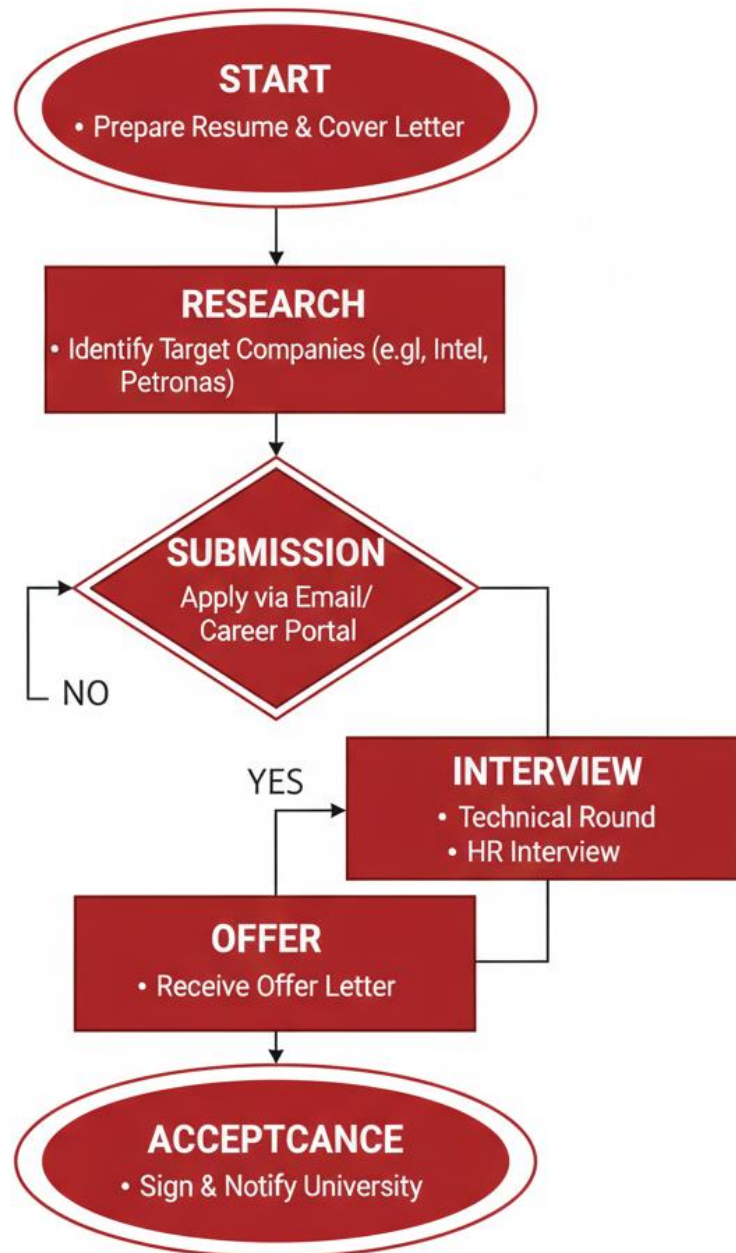 START
• Prepare Resume & Cover Letter
RESEARCH
• Identify Target Companies (e.gl, Intel,
Petronas)
SUBMISSION
Apply via Email/
Career Portal
NO
INTERVIEW
• Technical Round
• HR Interview
YES
OFFER
• Receive Offer Letter
ACCEPTCANCE
• Sign & Notify University